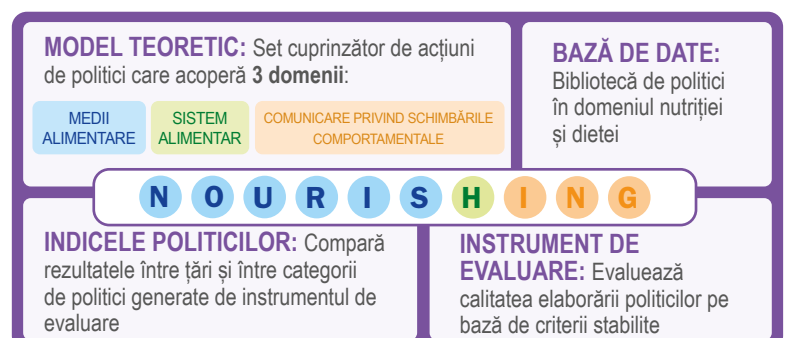 MODEL TEORETIC: Set cuprinzător de acțiuni
de politici care acoperă 3 domenii:
MEDII
ALIMENTARE
SISTEM
ALIMENTAR
COMUNICARE PRIVIND SCHIMBĂRILE
COMPORTAMENTALE
BAZĂ DE DATE:
Bibliotecă de politici
în domeniul nutriției
și dietei
NOURISHING
INDICELE POLITICILOR: Compară
rezultatele între țări și între categorii
de politici generate de instrumentul de
evaluare
INSTRUMENT DE
EVALUARE: Evaluează
calitatea elaborării politicilor pe
bază de criterii stabilite